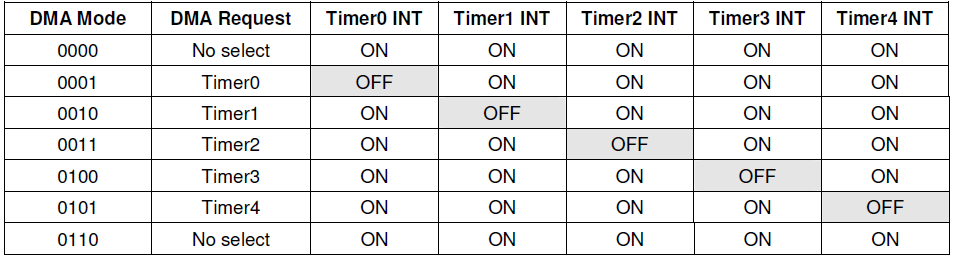 DMA Mode DMA Request Timer0 INT Timer1 INT Timer2 INT Timer3 INT Timer4 INT
0000 No select ON ON ON ON ON
0001 Timer0 OFF ON ON ON ON
0010 Timer1 ON OFF ON ON ON
0011 Timer2 ON ON OFF ON ON
0100 Timer3 ON ON ON OFF ON
0101 Timer4 ON ON ON ON OFF
0110 No select ON ON ON ON ON